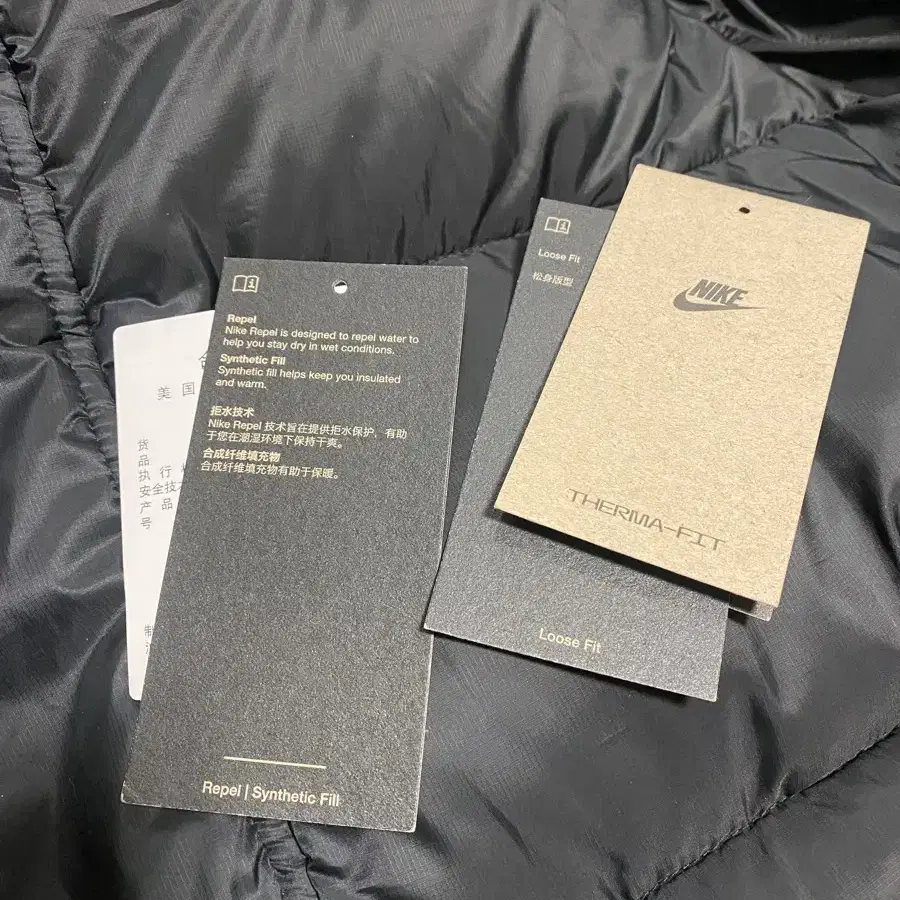 Repel
Nike Repel is designed to repel water to
help you stay dry in wet conditions.
Synthetic Fill
Synthetic fill helps keep you insulated
and warm.
拒水技术
Nike Repel 技术旨在提供拒水保护，有助
于您在潮湿环境下保持干爽。
合成纤维填充物
合成纤维填充物有助于保暖。
Repel | Synthetic Fill
美 国
货
品
执 行
安全技
产 品
号
制
Loose Fit
松身版型
Loose Fit
NIKE
THERMA-FIT